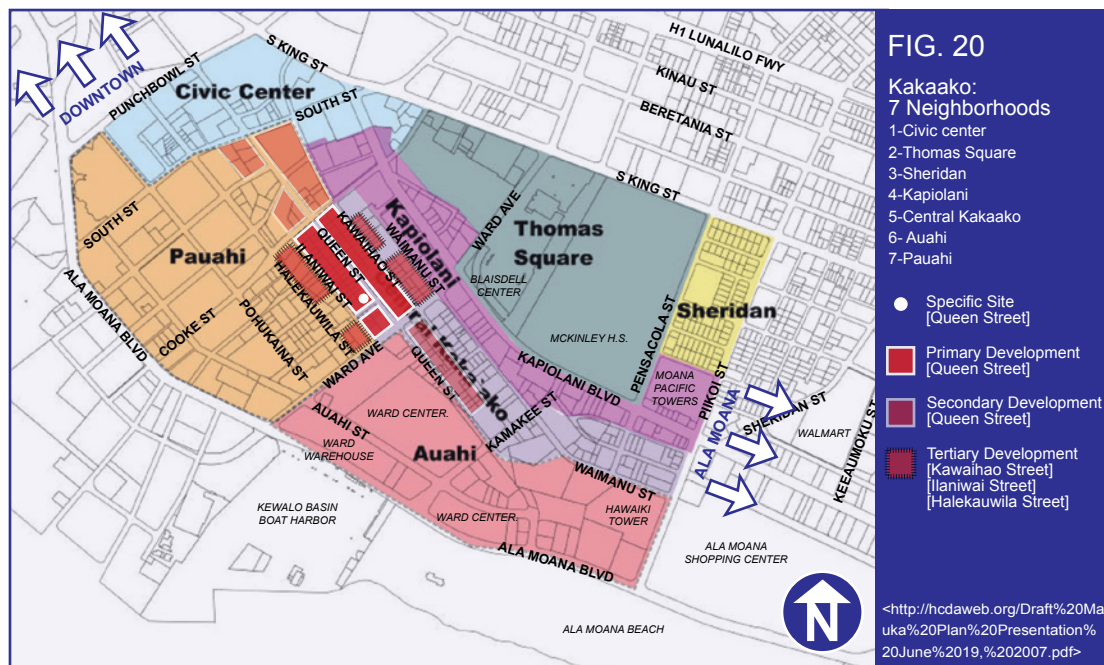 H1 LUNALILO FWY
S KING ST
KINAU ST
PUNCHBOWL ST
DOWNTOWN
Civic Center
SOUTH ST
BERETANIA ST
S KING ST
SOUTH ST
Pauahi
KAWAIHAO ST
QUEEN ST
ILANIWAI ST
HALEKAUWILA ST
Kapiolani
WAIMANU ST
WARD AVE
Thomas
Square
BLAISDELL
CENTER
MCKINLEY H.S.
Sheridan
PENSACOLA ST
PIIKOI ST
MOANA
PACIFIC
TOWERS
ALA MOANA BLVD
COOKE ST
POHUKAINA ST
WARD AVE
QUEEN ST.
KAPIOLANI BLVD
KAMAKEE ST
ALA MOANA
SHERIDAN ST
WALMART
KEEAUMOKU ST
AUAHI ST
WARD CENTER.
WARD
WAREHOUSE
Auahi
WAIMANU ST
KEWALO BASIN
BOAT HARBOR
WARD CENTER.
HAWAIKI
TOWER
ALA MOANA BLVD
ALA MOANA
SHOPPING CENTER
ALA MOANA BEACH
N
FIG. 20
Kakaako:
7 Neighborhoods
1-Civic center
2-Thomas Square
3-Sheridan
4-Kapiolani
5-Central Kakaako
6- Auahi
7-Pauahi
Specific Site
[Queen Street]
Primary Development
[Queen Street]
Secondary Development
[Queen Street]
Tertiary Development
[Kawaihao Street]
[Ilaniwai Street]
[Halekauwila Street]
<http://hcdaweb.org/Draft%20Ma
uka%20Plan%20Presentation%
20June%2019,%202007.pdf>